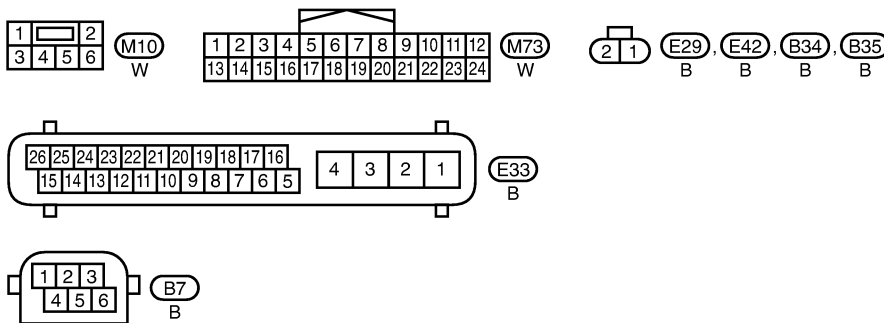 1 2
3 4 5 6
M10
W
1 2 3 4 5 6 7 8 9 10 11 12
13 14 15 16 17 18 19 20 21 22 23 24
M73
W
2 1
E29, E42, B34, B35
B B B B
26 25 24 23 22 21 20 19 18 17 16
15 14 13 12 11 10 9 8 7 6 5
4 3 2 1
E33
B
1 2 3
4 5 6
B7
B